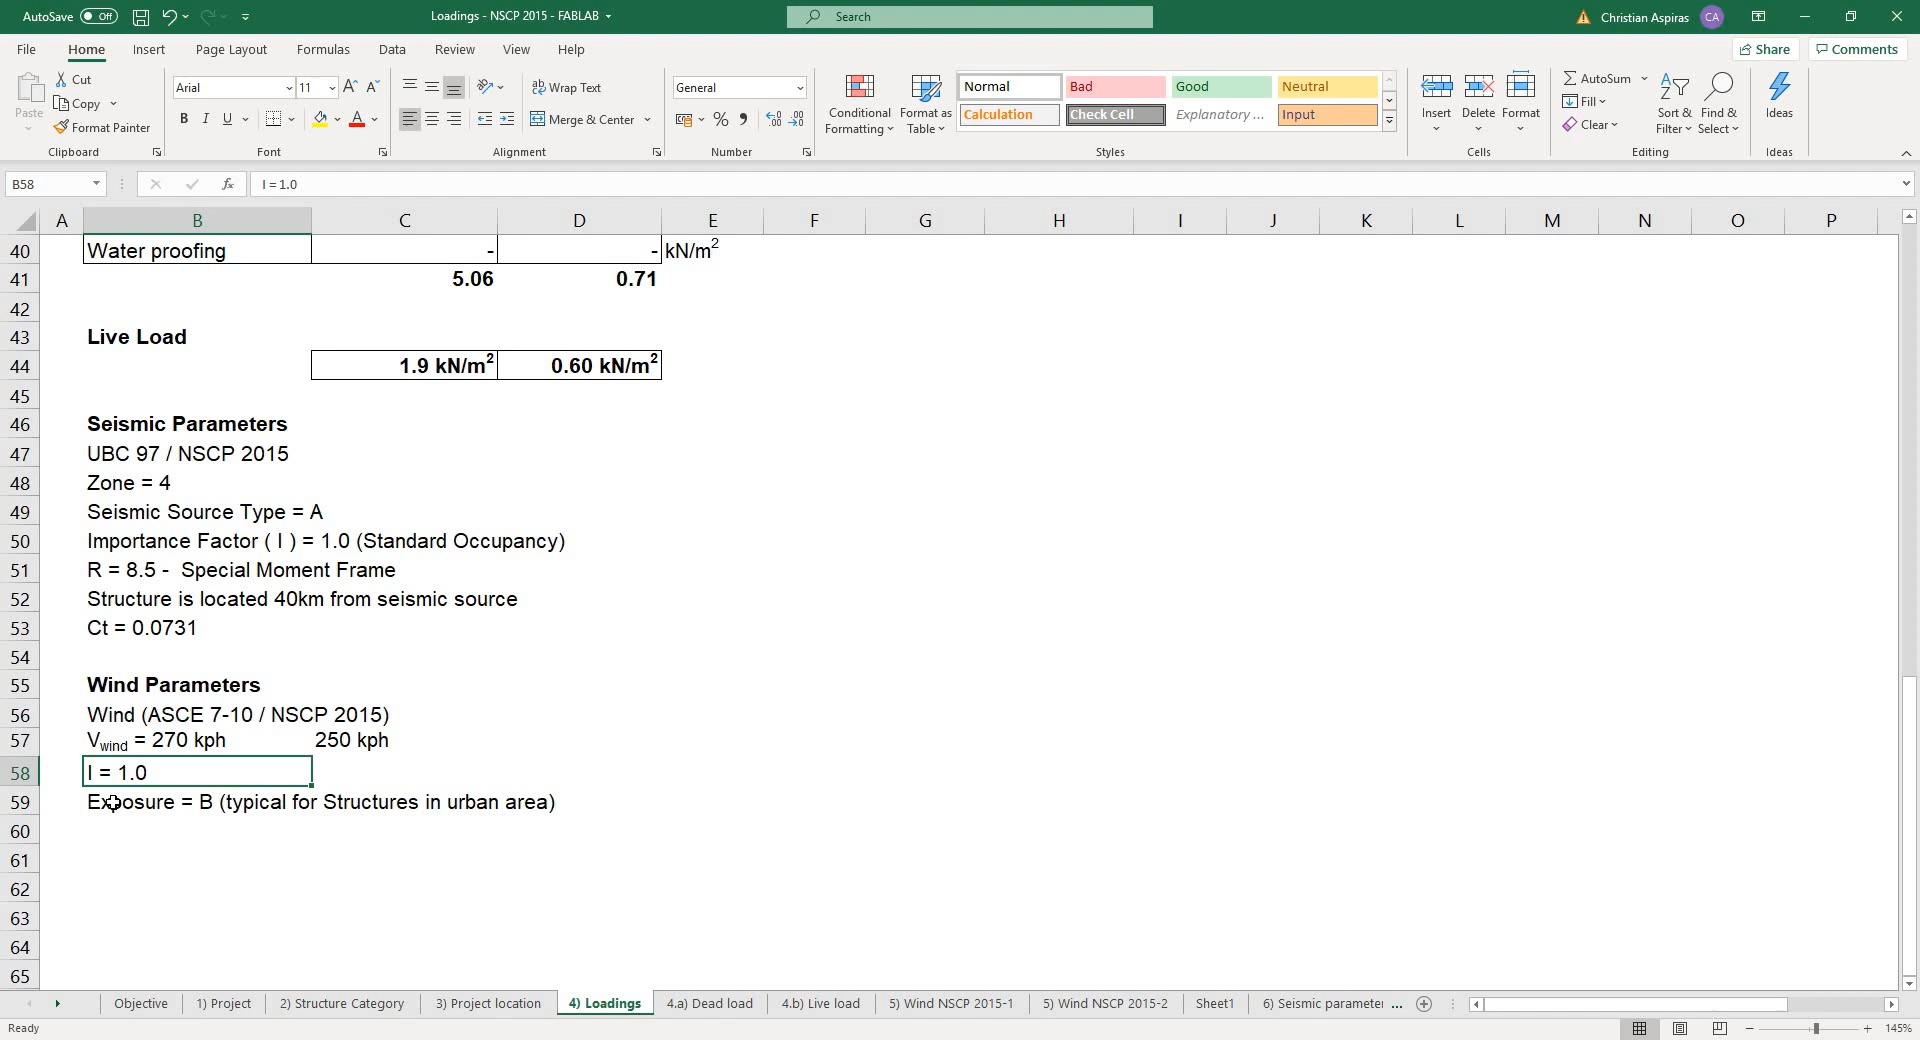 AutoSave Off Loadings - NSCP 2015 - FABLAB Search Christian Aspiras CA
File Home Insert Page Layout Formulas Data Review View Help Share Comments
Paste
Cut
Copy
Format Painter
Clipboard
Arial 11
B I U
Font
Wrap Text
Merge & Center
Alignment
General
Number
Conditional Formatting
Format as Table
Normal Bad Good Neutral
Calculation Check Cell Explanatory ... Input
Styles
Insert Delete Format
Cells
AutoSum
Fill
Clear
Sort & Filter
Find & Select
Editing
Ideas
Ideas
B58 fx I = 1.0
A B C D E F G H I J K L M N O P
40 Water proofing - - kN/m²
41 5.06 0.71
42
43 Live Load
44 1.9 kN/m² 0.60 kN/m²
45
46 Seismic Parameters
47 UBC 97 / NSCP 2015
48 Zone = 4
49 Seismic Source Type = A
50 Importance Factor ( I ) = 1.0 (Standard Occupancy)
51 R = 8.5 - Special Moment Frame
52 Structure is located 40km from seismic source
53 Ct = 0.0731
54
55 Wind Parameters
56 Wind (ASCE 7-10 / NSCP 2015)
57 Vwind = 270 kph 250 kph
58 I = 1.0
59 Exposure = B (typical for Structures in urban area)
60
61
62
63
64
65
Objective 1) Project 2) Structure Category 3) Project location 4) Loadings 4.a) Dead load 4.b) Live load 5) Wind NSCP 2015-1 5) Wind NSCP 2015-2 Sheet1 6) Seismic parameter ...
Ready 145%